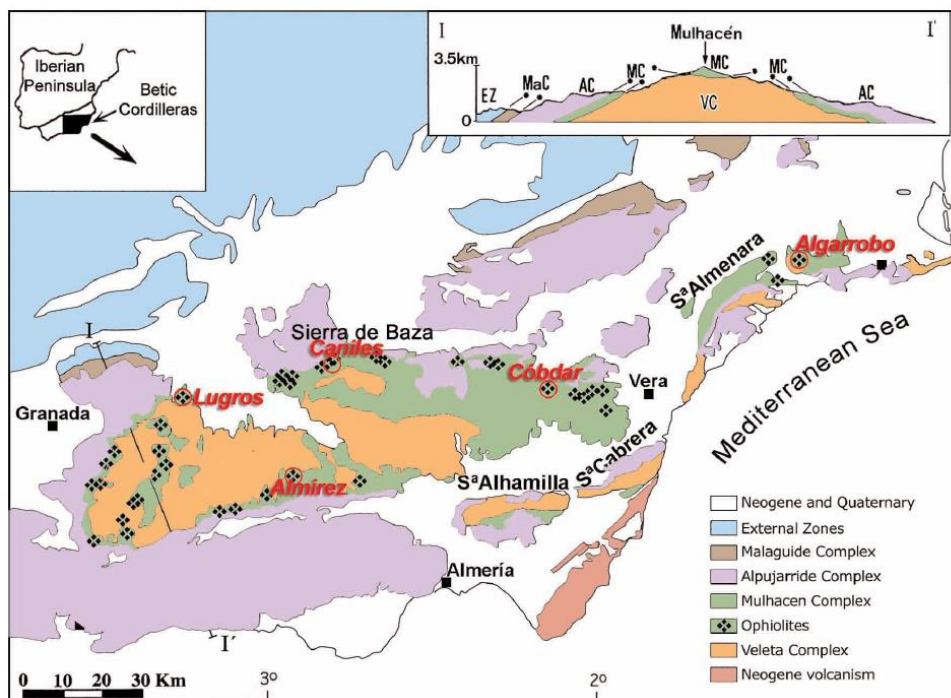 Iberian
Peninsula
Betic
Cordilleras
I
I'
Mulhacén
3.5km
0
EZ
MaC
AC
MC
MC
MC
AC
VC
Algarrobo
SªAlmenara
Sierra de Baza
Caniles
I
Cóbdar
Vera
Mediterranean Sea
Lugros
Granada
SªCabrera
SªAlhamilla
Almirez
Almería
I'
Neogene and Quaternary
External Zones
Malaguide Complex
Alpujarride Complex
Mulhacen Complex
Ophiolites
Veleta Complex
Neogene volcanism
0 10 20 30 Km
3º
2º